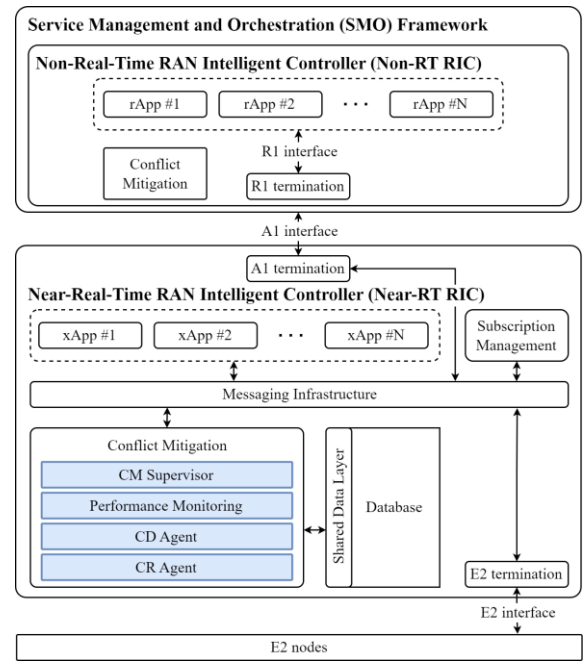 Service Management and Orchestration (SMO) Framework
Non-Real-Time RAN Intelligent Controller (Non-RT RIC)
rApp #1
rApp #2
· · ·
rApp #N
R1 interface
Conflict
Mitigation
R1 termination
A1 interface
A1 termination
Near-Real-Time RAN Intelligent Controller (Near-RT RIC)
xApp #1
xApp #2
· · ·
xApp #N
Subscription
Management
Messaging Infrastructure
Conflict Mitigation
CM Supervisor
Performance Monitoring
CD Agent
CR Agent
Shared Data Layer
Database
E2 termination
E2 interface
E2 nodes